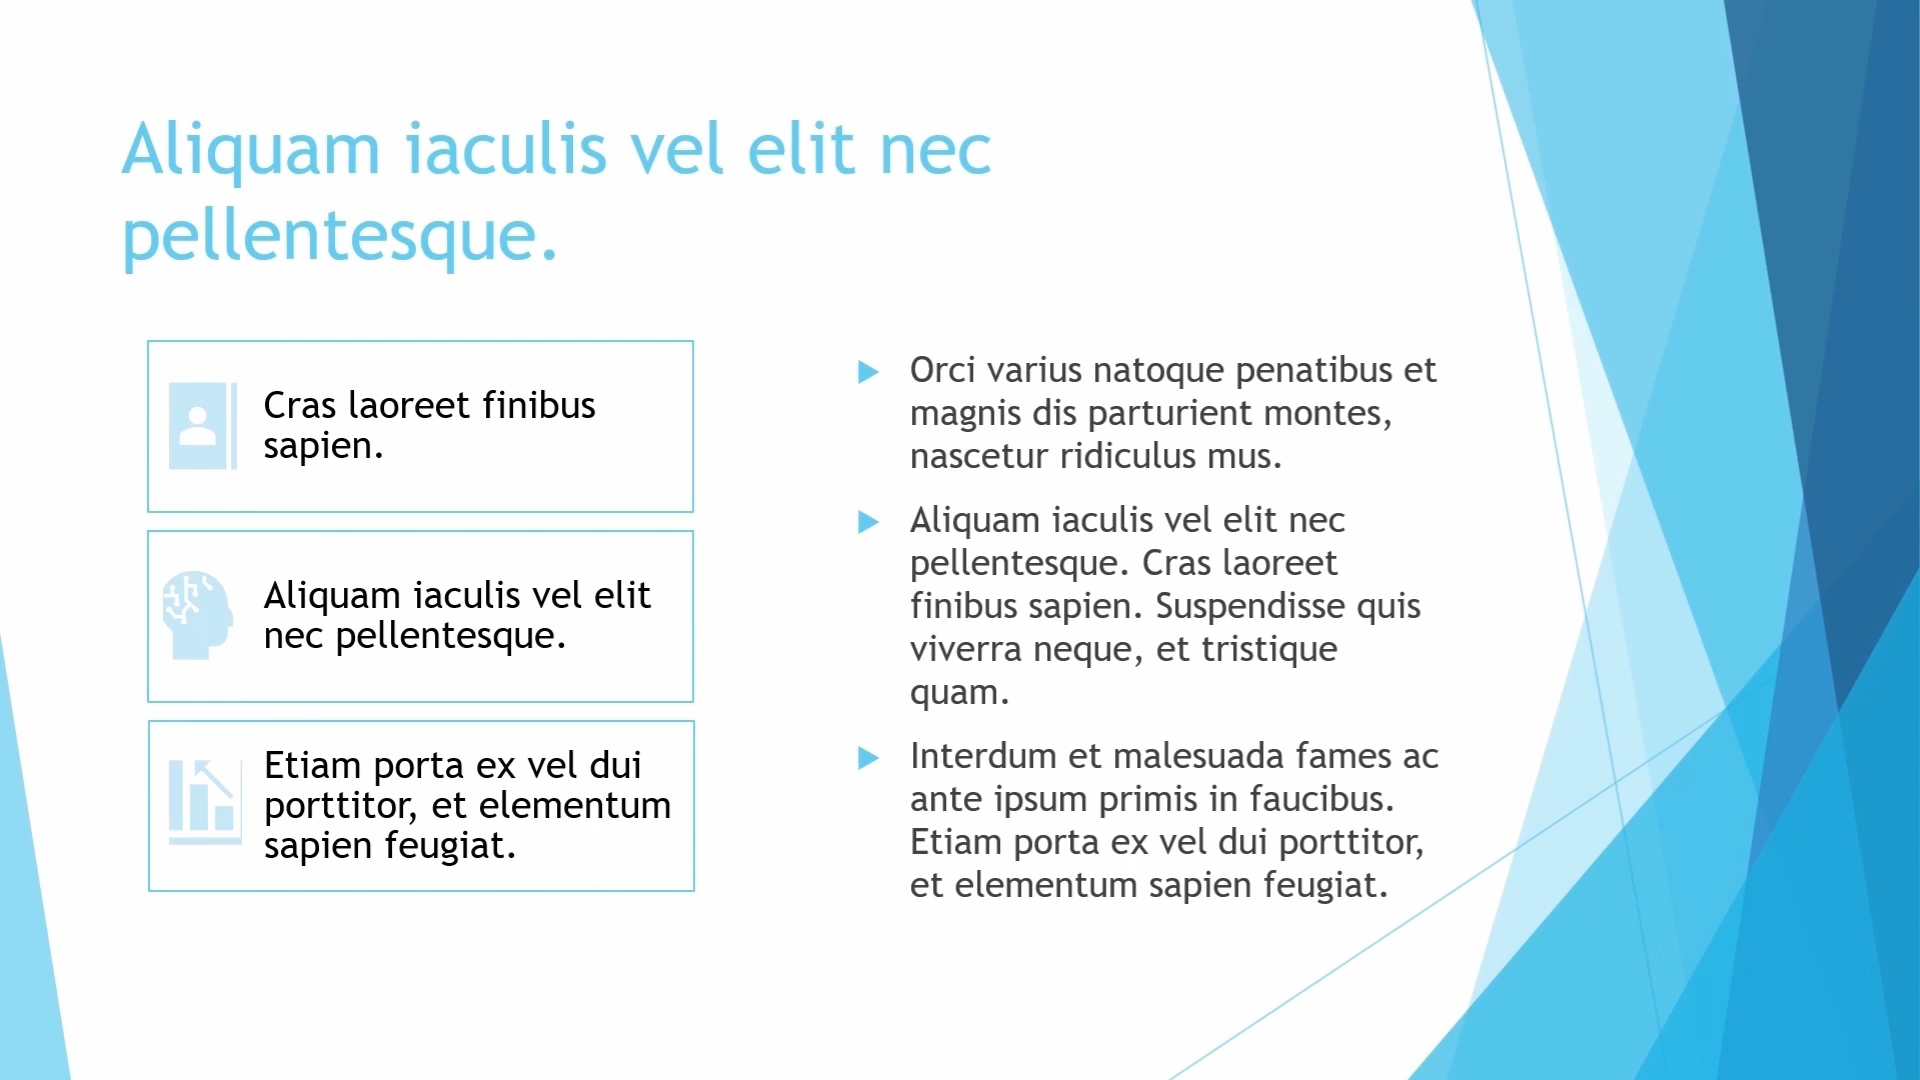 Aliquam iaculis vel elit nec
pellentesque.
Cras laoreet finibus
sapien.
Aliquam iaculis vel elit
nec pellentesque.
Etiam porta ex vel dui
porttitor, et elementum
sapien feugiat.
Orci varius natoque penatibus et
magnis dis parturient montes,
nascetur ridiculus mus.
Aliquam iaculis vel elit nec
pellentesque. Cras laoreet
finibus sapien. Suspendisse quis
viverra neque, et tristique
quam.
Interdum et malesuada fames ac
ante ipsum primis in faucibus.
Etiam porta ex vel dui porttitor,
et elementum sapien feugiat.